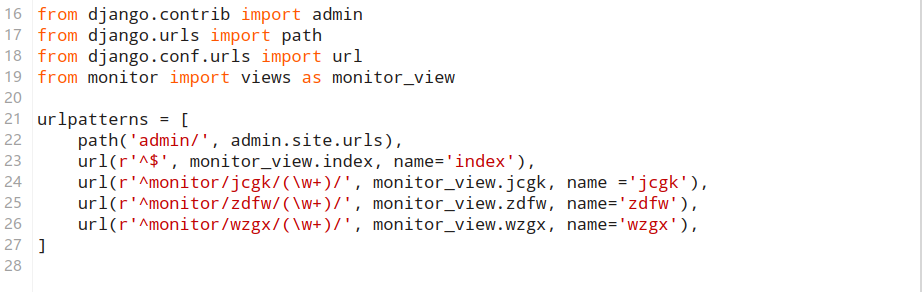 16 from django.contrib import admin
17 from django.urls import path
18 from django.conf.urls import url
19 from monitor import views as monitor_view
20
21 urlpatterns = [
22     path('admin/', admin.site.urls),
23     url(r'^$', monitor_view.index, name='index'),
24     url(r'^monitor/jcgk/(\w+)/', monitor_view.jcgk, name ='jcgk'),
25     url(r'^monitor/zdfw/(\w+)/', monitor_view.zdfw, name='zdfw'),
26     url(r'^monitor/wzgx/(\w+)/', monitor_view.wzgx, name='wzgx'),
27 ]
28